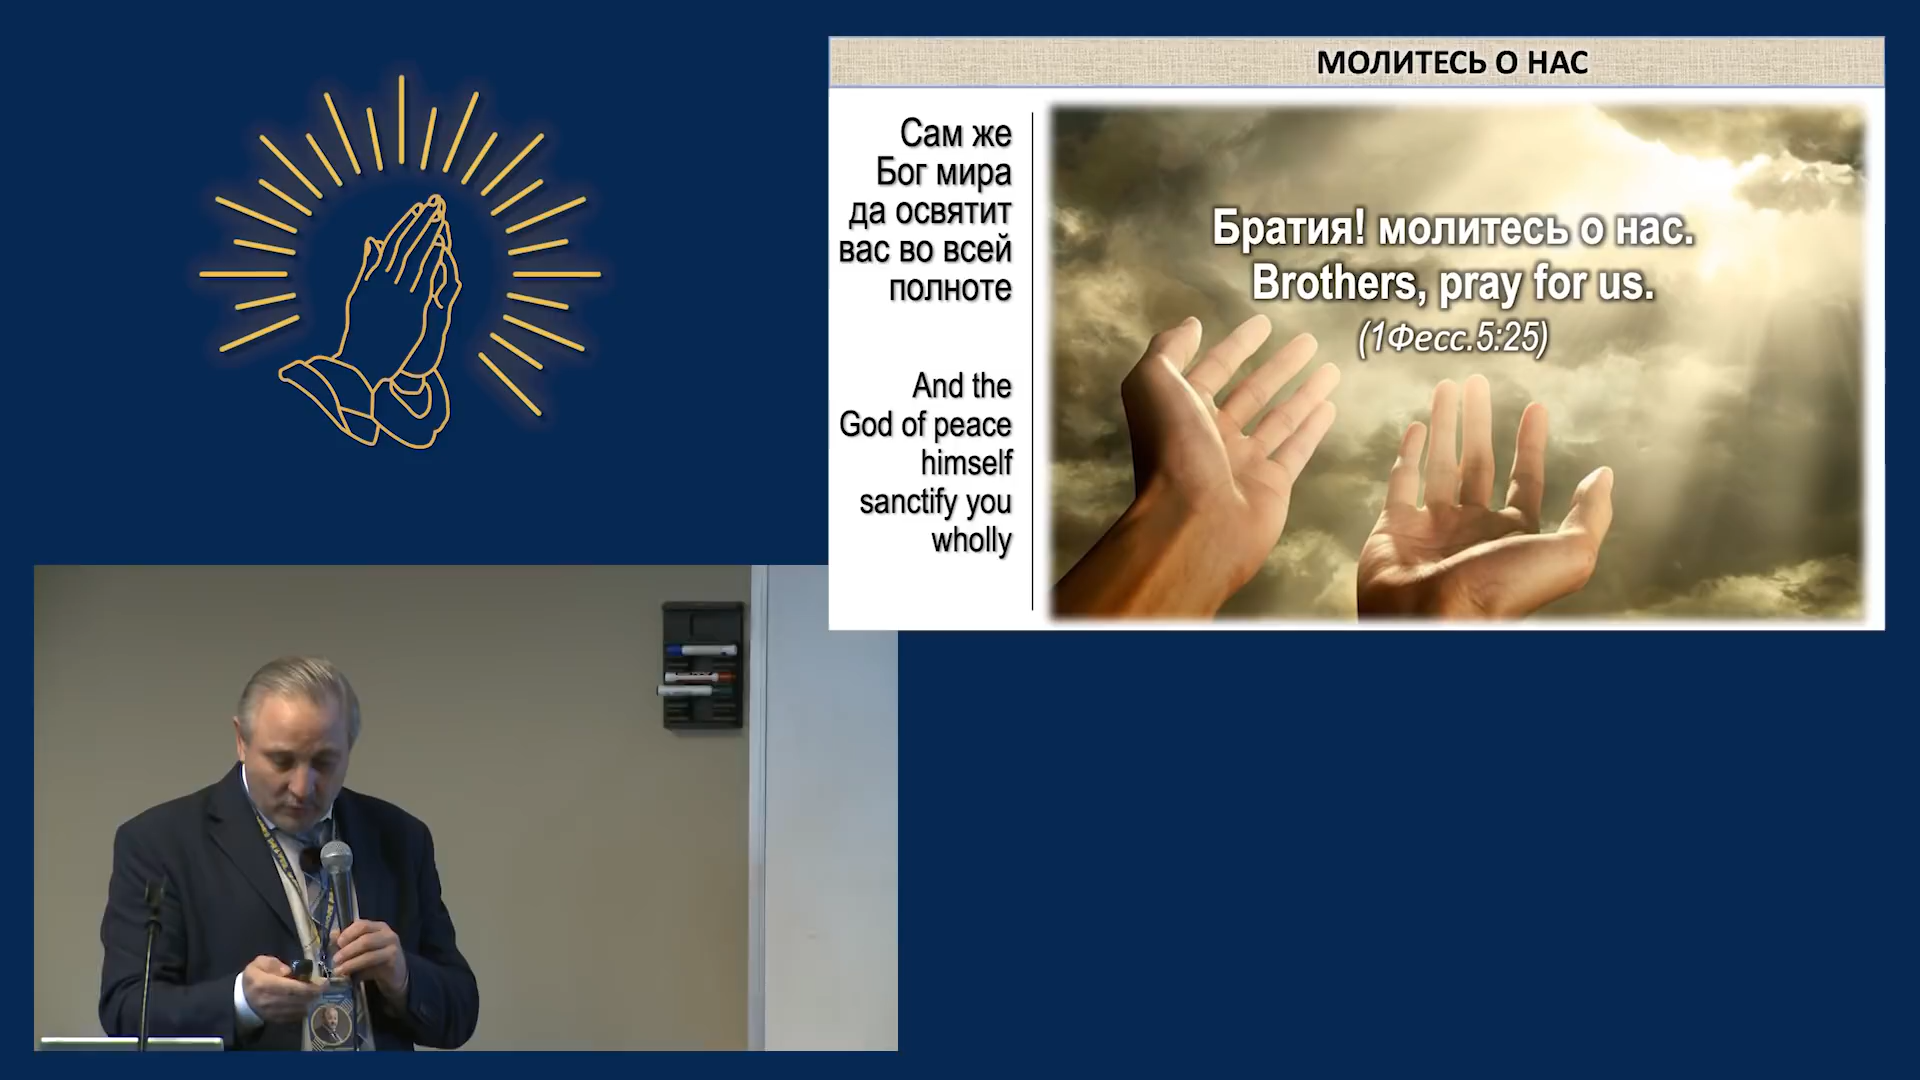 МОЛИТЕСЬ О НАС
Сам же
Бог мира
да освятит
вас во всей
полноте
And the
God of peace
himself
sanctify you
wholly
Братия! молитесь о нас.
Brothers, pray for us.
(1Фесс.5:25)